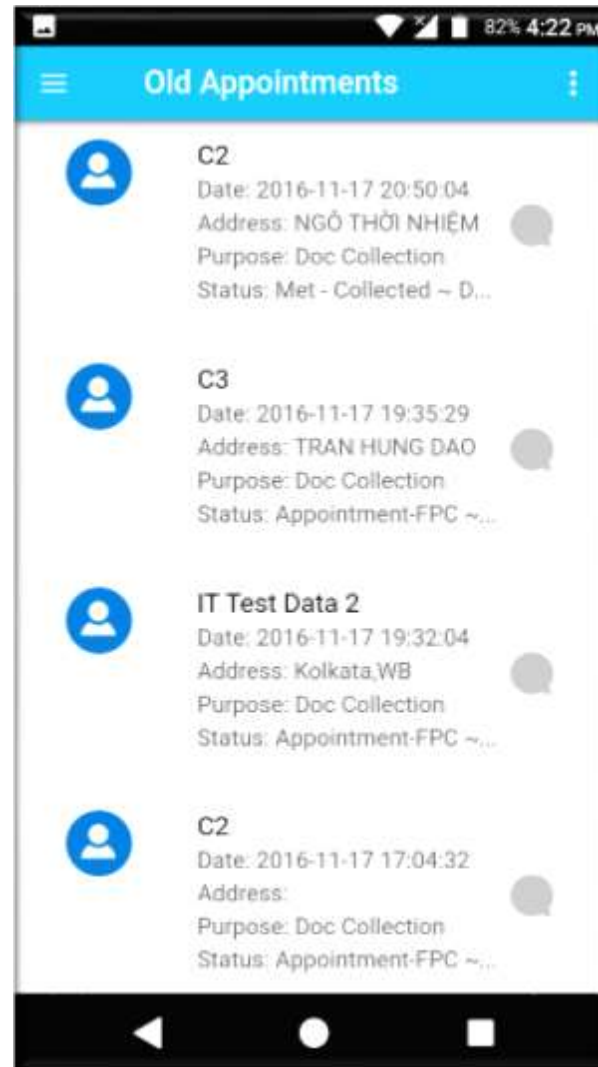 82% 4:22 PM
Old Appointments
C2
Date: 2016-11-17 20:50:04
Address: NGÔ THỜI NHIỆM
Purpose: Doc Collection
Status: Met - Collected ~ D...
C3
Date: 2016-11-17 19:35:29
Address: TRAN HUNG DAO
Purpose: Doc Collection
Status: Appointment-FPC ~...
IT Test Data 2
Date: 2016-11-17 19:32:04
Address: Kolkata,WB
Purpose: Doc Collection
Status: Appointment-FPC ~...
C2
Date: 2016-11-17 17:04:32
Address:
Purpose: Doc Collection
Status: Appointment-FPC ~...